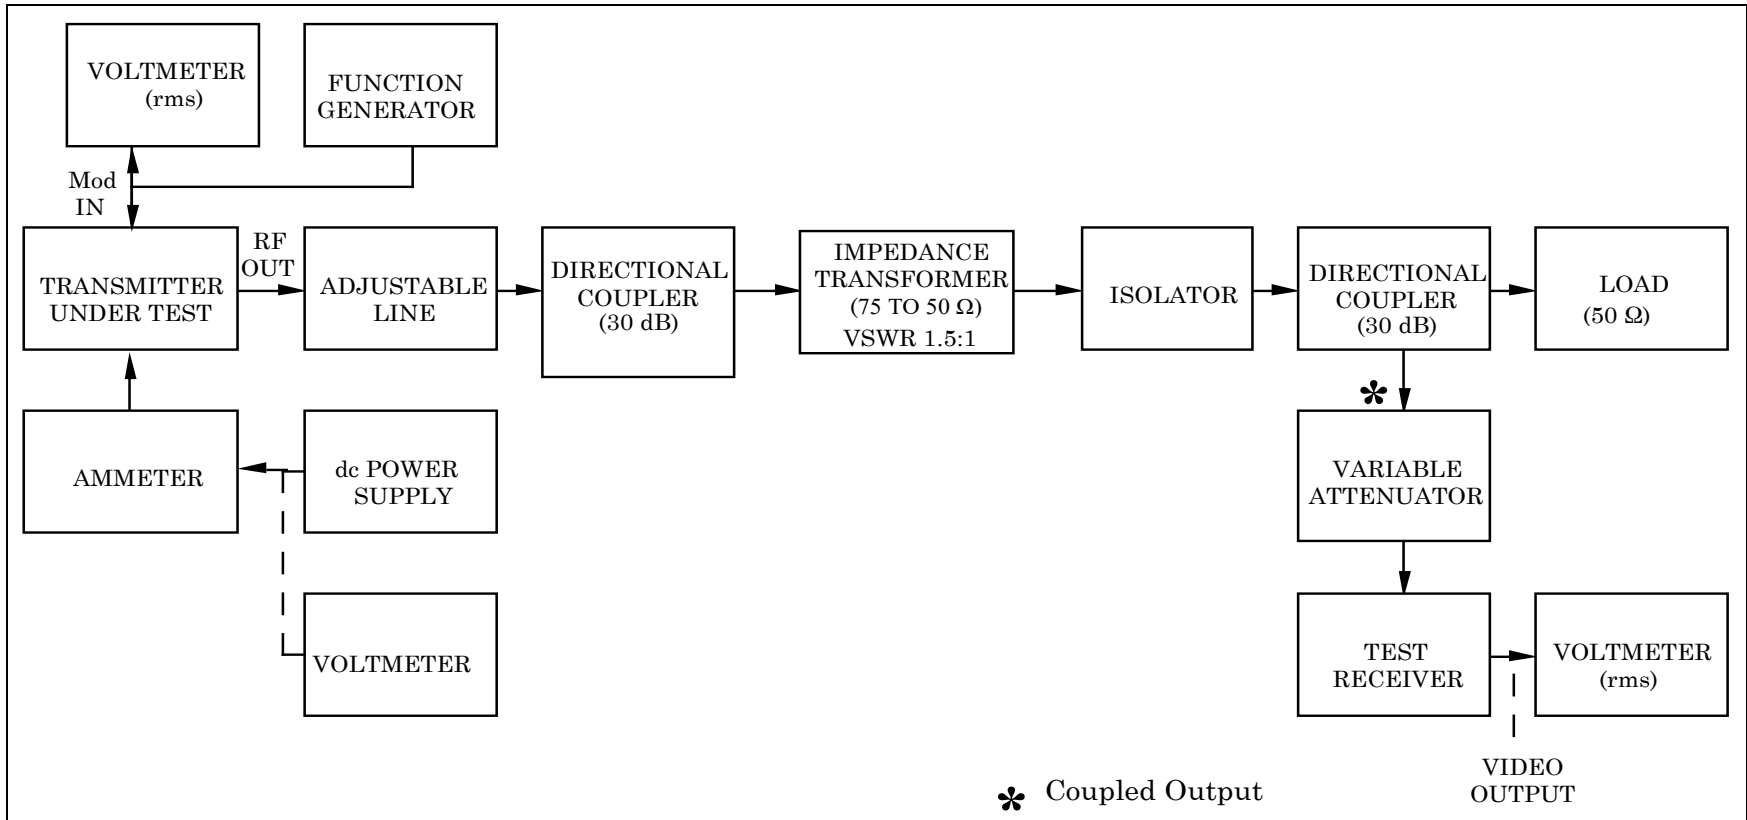 VOLTMETER
(rms)
FUNCTION
GENERATOR
Mod
IN
TRANSMITTER
UNDER TEST
RF
OUT
ADJUSTABLE
LINE
DIRECTIONAL
COUPLER
(30 dB)
IMPEDANCE
TRANSFORMER
(75 TO 50 Ω)
VSWR 1.5:1
ISOLATOR
DIRECTIONAL
COUPLER
(30 dB)
LOAD
(50 Ω)
*
AMMETER
dc POWER
SUPPLY
VARIABLE
ATTENUATOR
VOLTMETER
TEST
RECEIVER
VOLTMETER
(rms)
VIDEO
OUTPUT
* Coupled Output